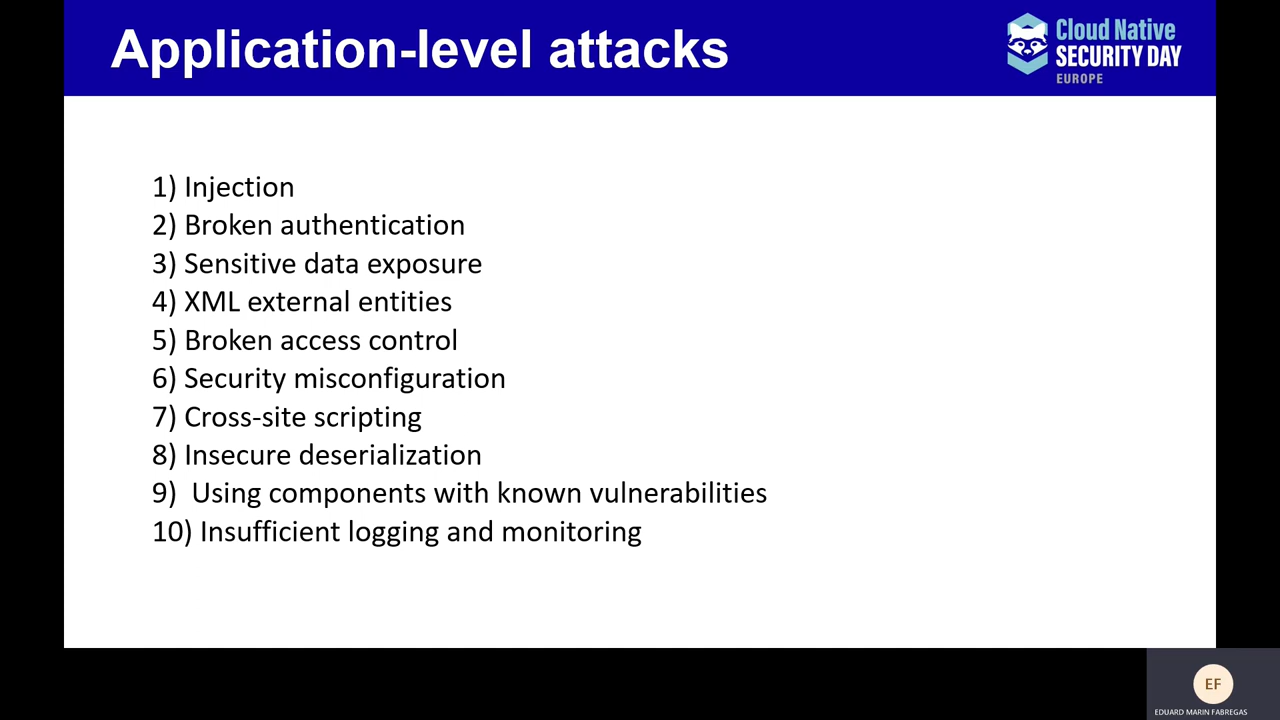 Application-level attacks
Cloud Native
SECURITY DAY
EUROPE
1) Injection
2) Broken authentication
3) Sensitive data exposure
4) XML external entities
5) Broken access control
6) Security misconfiguration
7) Cross-site scripting
8) Insecure deserialization
9)  Using components with known vulnerabilities
10) Insufficient logging and monitoring
EF
EDUARD MARIN FABREGAS